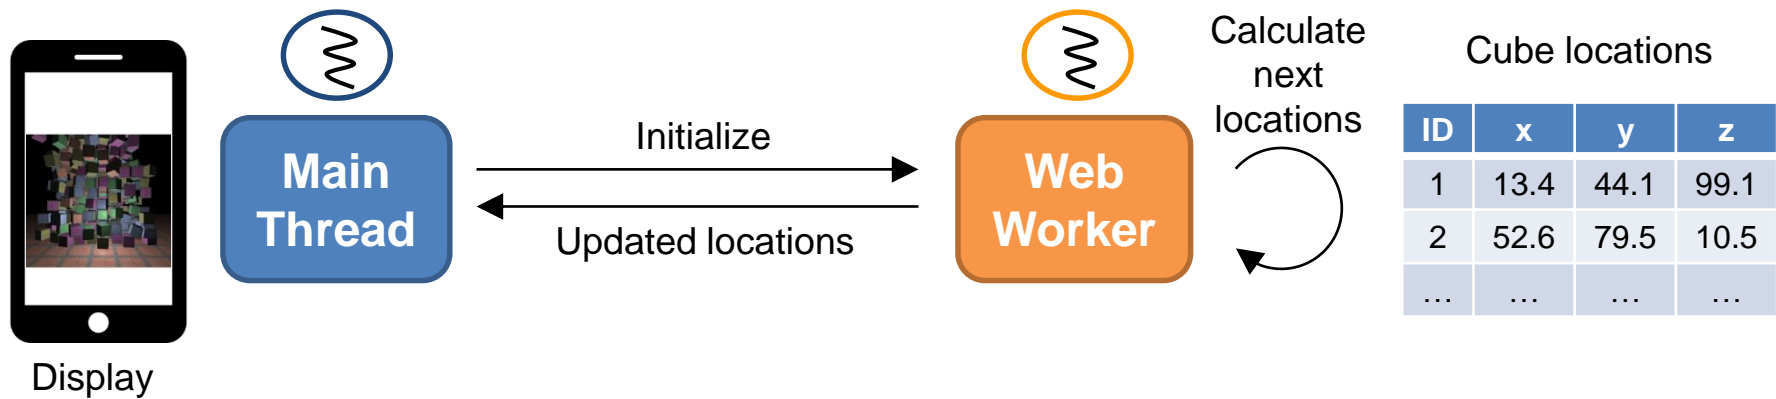 Display
Main
Thread
Initialize
Updated locations
Web
Worker
Calculate
next
locations
Cube locations
ID x y z
1 13.4 44.1 99.1
2 52.6 79.5 10.5
… … … …